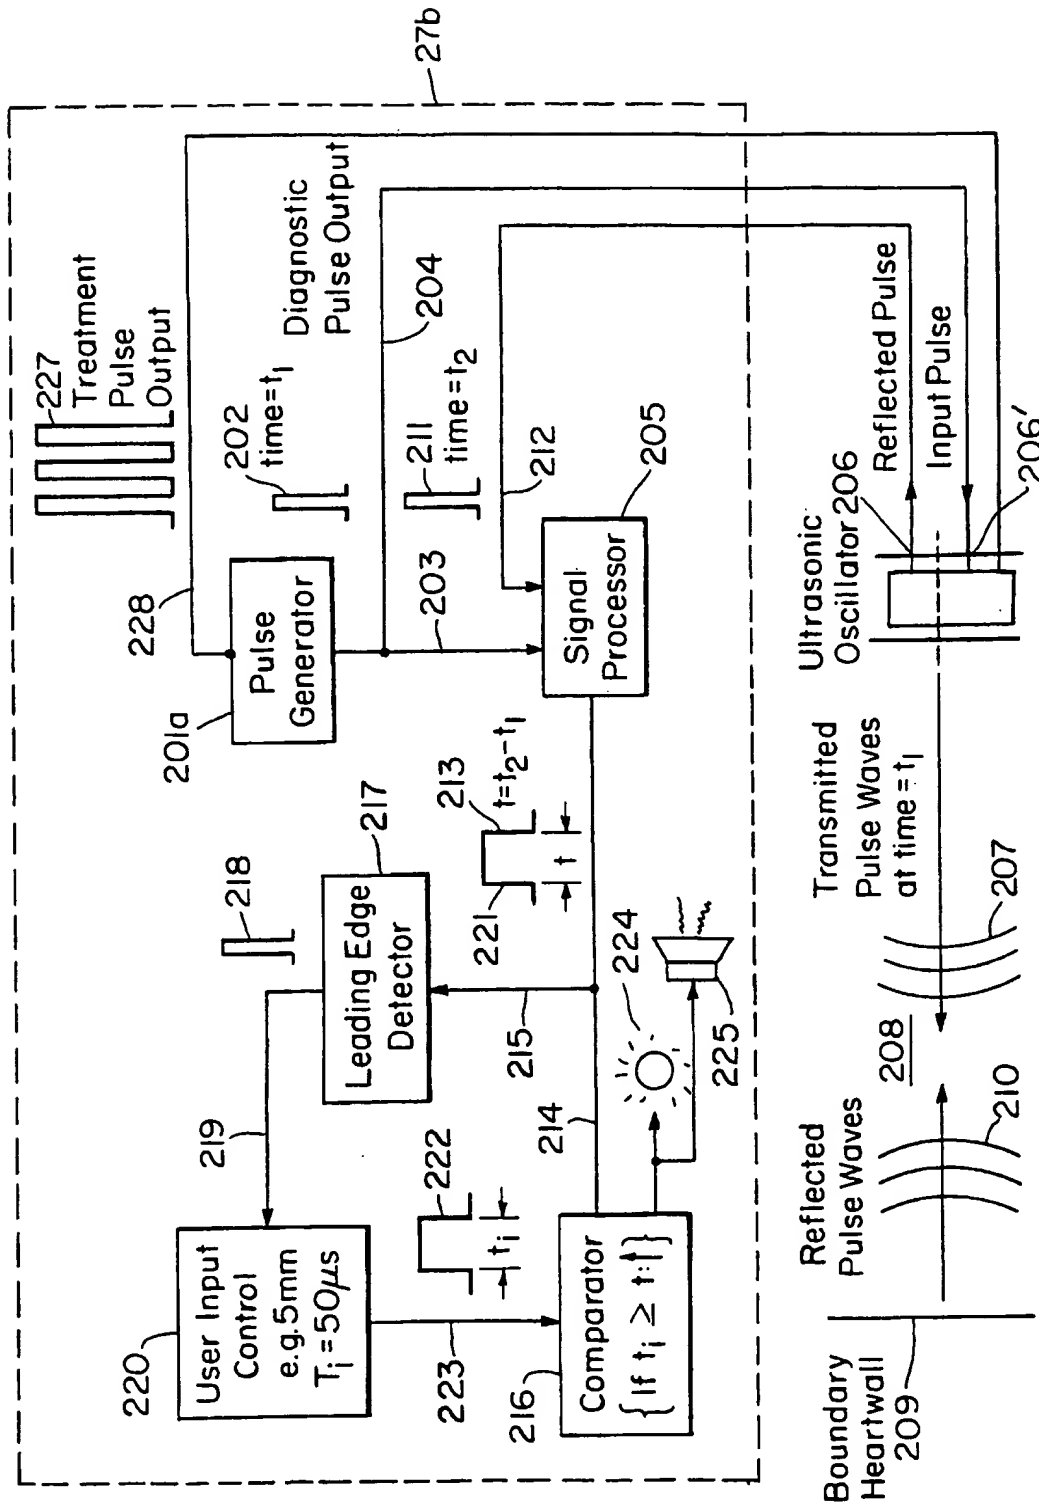 227
Treatment
Pulse
Output
27b
228
202
time=t1
Diagnostic
Pulse Output
201a
Pulse
Generator
203
204
211
time=t2
212
205
Signal
Processor
218
217
Leading Edge
Detector
219
215
213
t=t2-t1
221
t
220
User Input
Control
e.g.5mm
Ti=50µs
222
ti
223
214
216
Comparator
{If ti ≥ t:}
224
225
Ultrasonic
Oscillator 206
Reflected Pulse
Input Pulse
206'
Transmitted
Pulse Waves
at time=t1
207
208
Reflected
Pulse Waves
210
Boundary
Heartwall
209